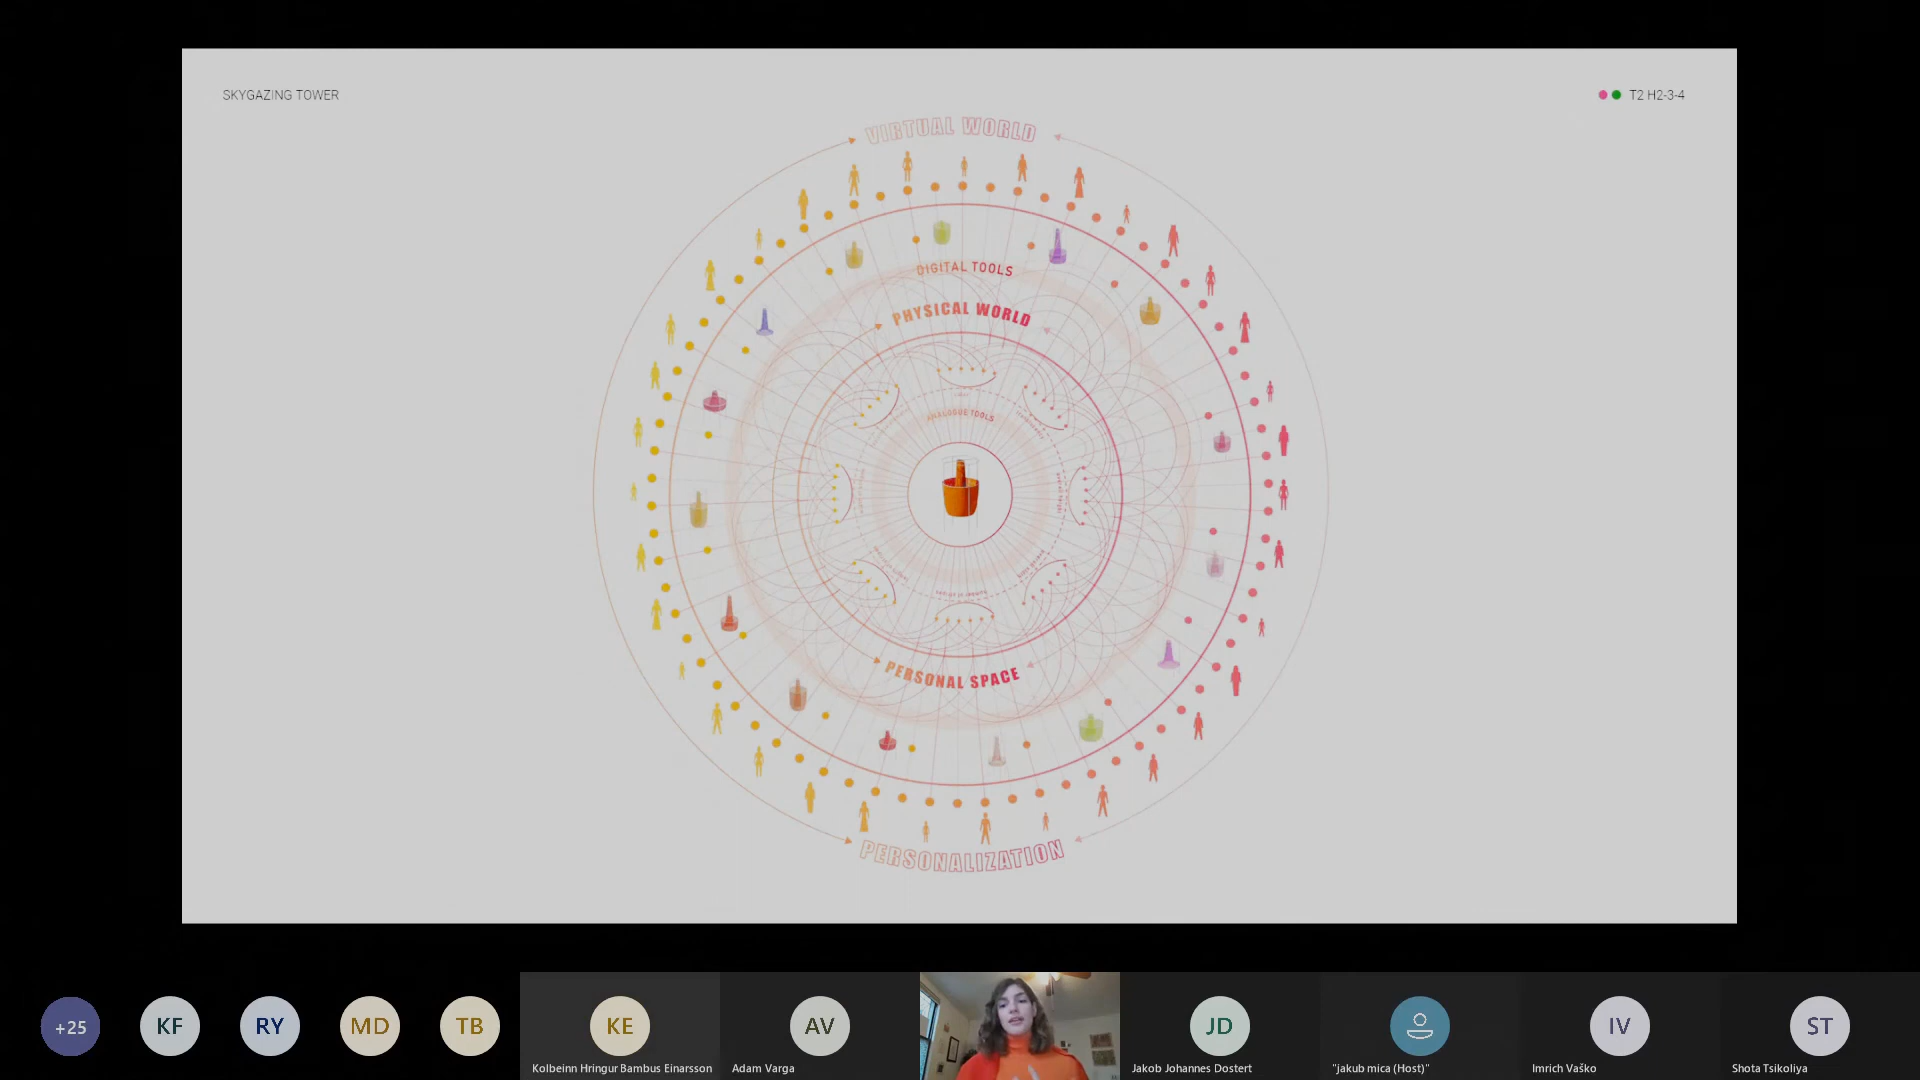 SKYGAZING TOWER
T2 H2-3-4
VIRTUAL WORLD
DIGITAL TOOLS
PHYSICAL WORLD
ANALOGUE TOOLS
PERSONAL SPACE
PERSONALIZATION
+25
KF
RY
MD
TB
KE
AV
JD
IV
ST
Kolbeinn Hringur Bambus Einarsson
Adam Varga
Jakob Johannes Dostert
"jakub mica (Host)"
Imrich Vaško
Shota Tsikoliya